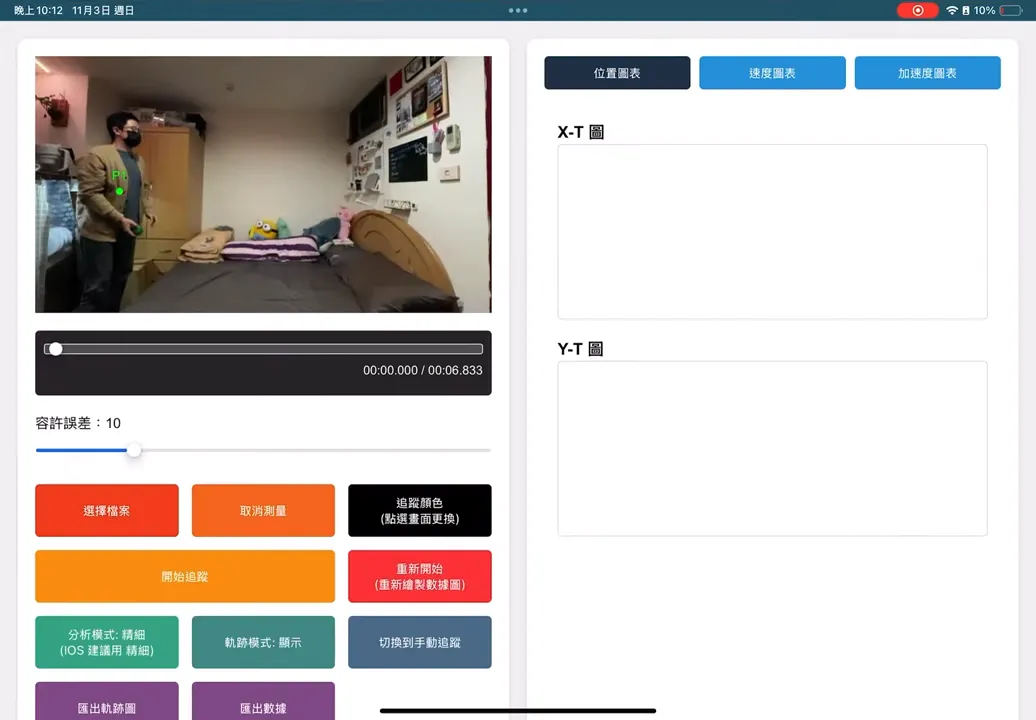 晚上10:12 11月3日 週日
10%
P1
00:00.000 / 00:06.833
容許誤差：10
選擇檔案
取消測量
追蹤顏色
(點選畫面更換)
開始追蹤
重新開始
(重新繪製數據圖)
分析模式: 精細
(IOS 建議用 精細)
軌跡模式: 顯示
切換到手動追蹤
匯出軌跡圖
匯出數據
位置圖表
速度圖表
加速度圖表
X-T 圖
Y-T 圖